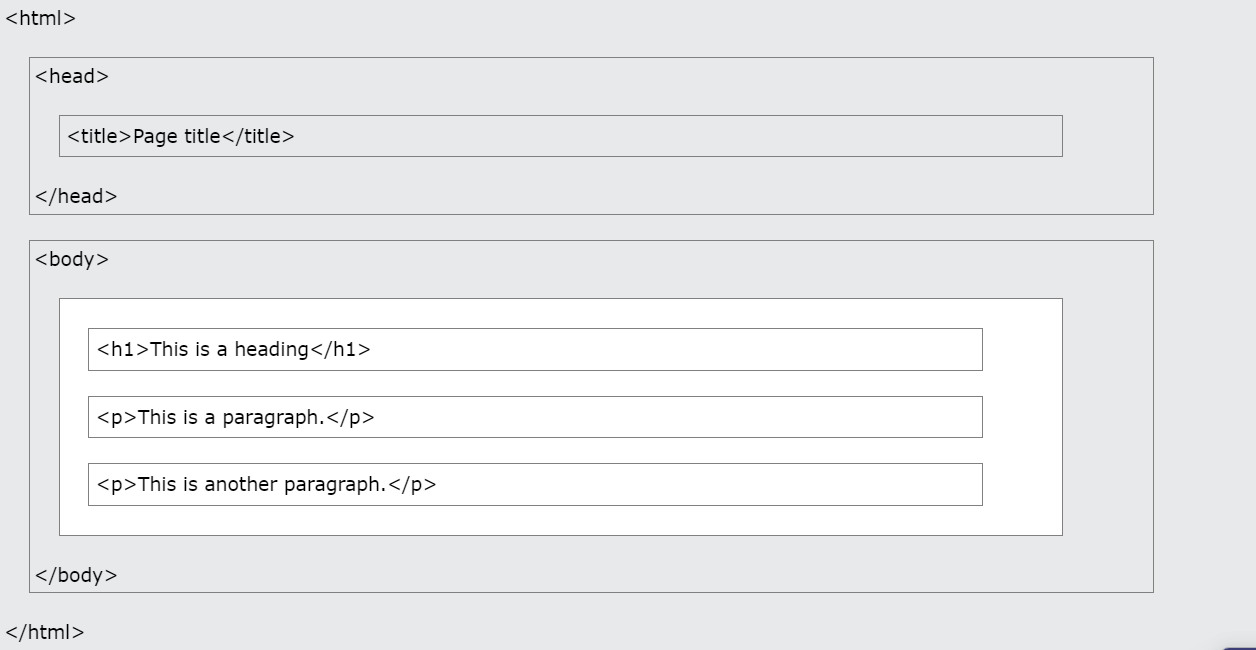 <html>
<head>
<title>Page title</title>
</head>
<body>
<h1>This is a heading</h1>
<p>This is a paragraph.</p>
<p>This is another paragraph.</p>
</body>
</html>